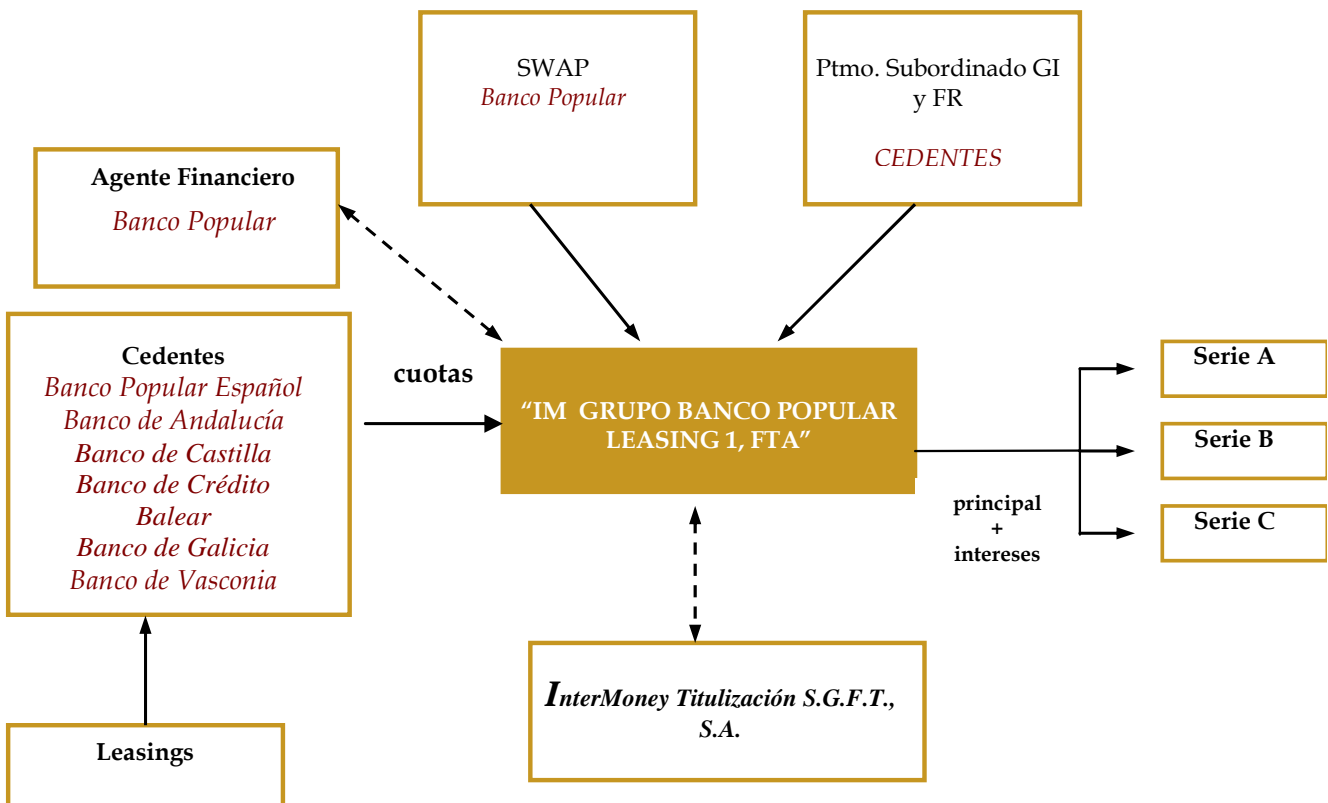 SWAP
Banco Popular
Ptmo. Subordinado GI
y FR
CEDENTES
Agente Financiero
Banco Popular
Cedentes
Banco Popular Español
Banco de Andalucía
Banco de Castilla
Banco de Crédito
Balear
Banco de Galicia
Banco de Vasconia
cuotas
“IM GRUPO BANCO POPULAR
LEASING 1, FTA”
principal
+
intereses
Serie A
Serie B
Serie C
InterMoney Titulización S.G.F.T.,
S.A.
Leasings